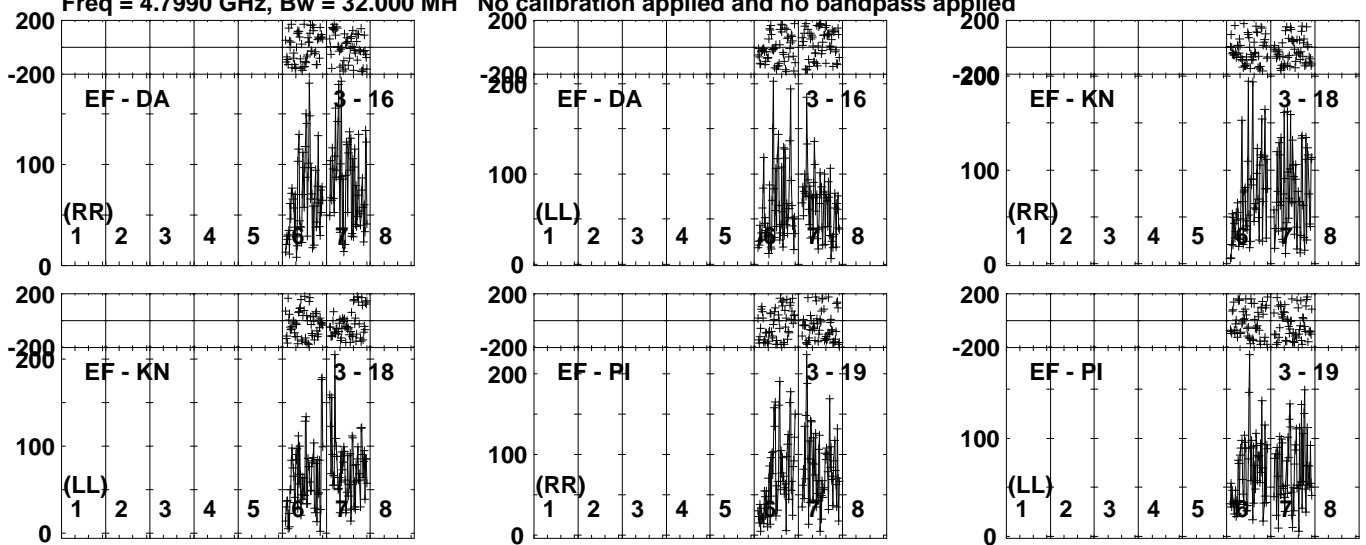 Freq = 4.7990 GHz, Bw = 32.000 MH No calibration applied and no bandpass applied
200
-200
EF - DA 3 - 16
100
(RR)
1 2 3 4 5 6 7 8
0
200
-200
200
EF - DA 3 - 16
100
(LL)
1 2 3 4 5 6 7 8
0
200
-200
200
EF - KN 3 - 18
100
(RR)
1 2 3 4 5 6 7 8
0
200
-200
200
EF - KN 3 - 18
100
(LL)
1 2 3 4 5 6 7 8
0
200
-200
200
EF - PI 3 - 19
100
(RR)
1 2 3 4 5 6 7 8
0
200
-200
EF - PI 3 - 19
100
(LL)
1 2 3 4 5 6 7 8
0